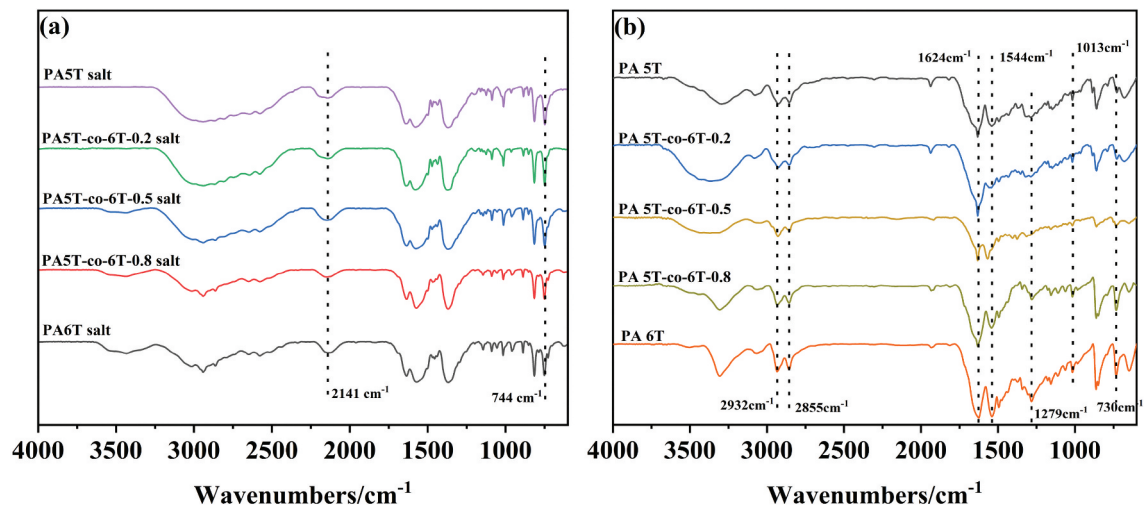 (a)
PA5T salt
PA5T-co-6T-0.2 salt
PA5T-co-6T-0.5 salt
PA5T-co-6T-0.8 salt
PA6T salt
2141 cm⁻¹
744 cm⁻¹
4000 3500 3000 2500 2000 1500 1000
Wavenumbers/cm⁻¹
(b)
1624cm⁻¹
1544cm⁻¹
1013cm⁻¹
PA 5T
PA 5T-co-6T-0.2
PA 5T-co-6T-0.5
PA 5T-co-6T-0.8
PA 6T
2932cm⁻¹
2855cm⁻¹
1279cm⁻¹
730cm⁻¹
4000 3500 3000 2500 2000 1500 1000
Wavenumbers/cm⁻¹